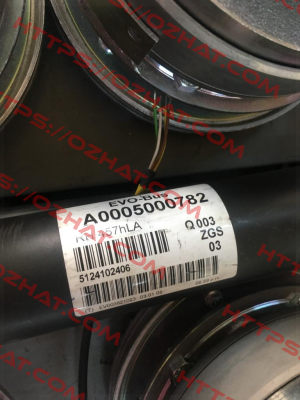 HTTPS://OZHAT.COM
EVO-Bus
A0005000782
Q 003
ZGS
03
5124102406